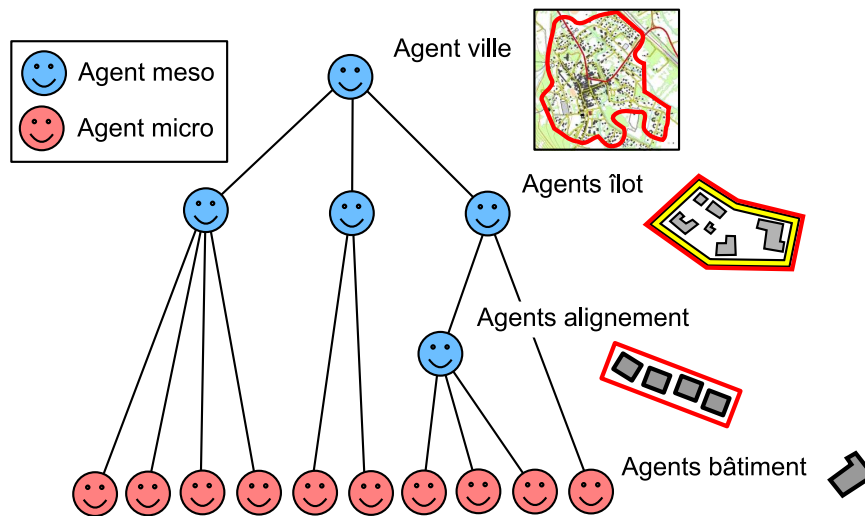 Agent ville
Agent meso
Agent micro
Agents îlot
Agents alignement
Agents bâtiment